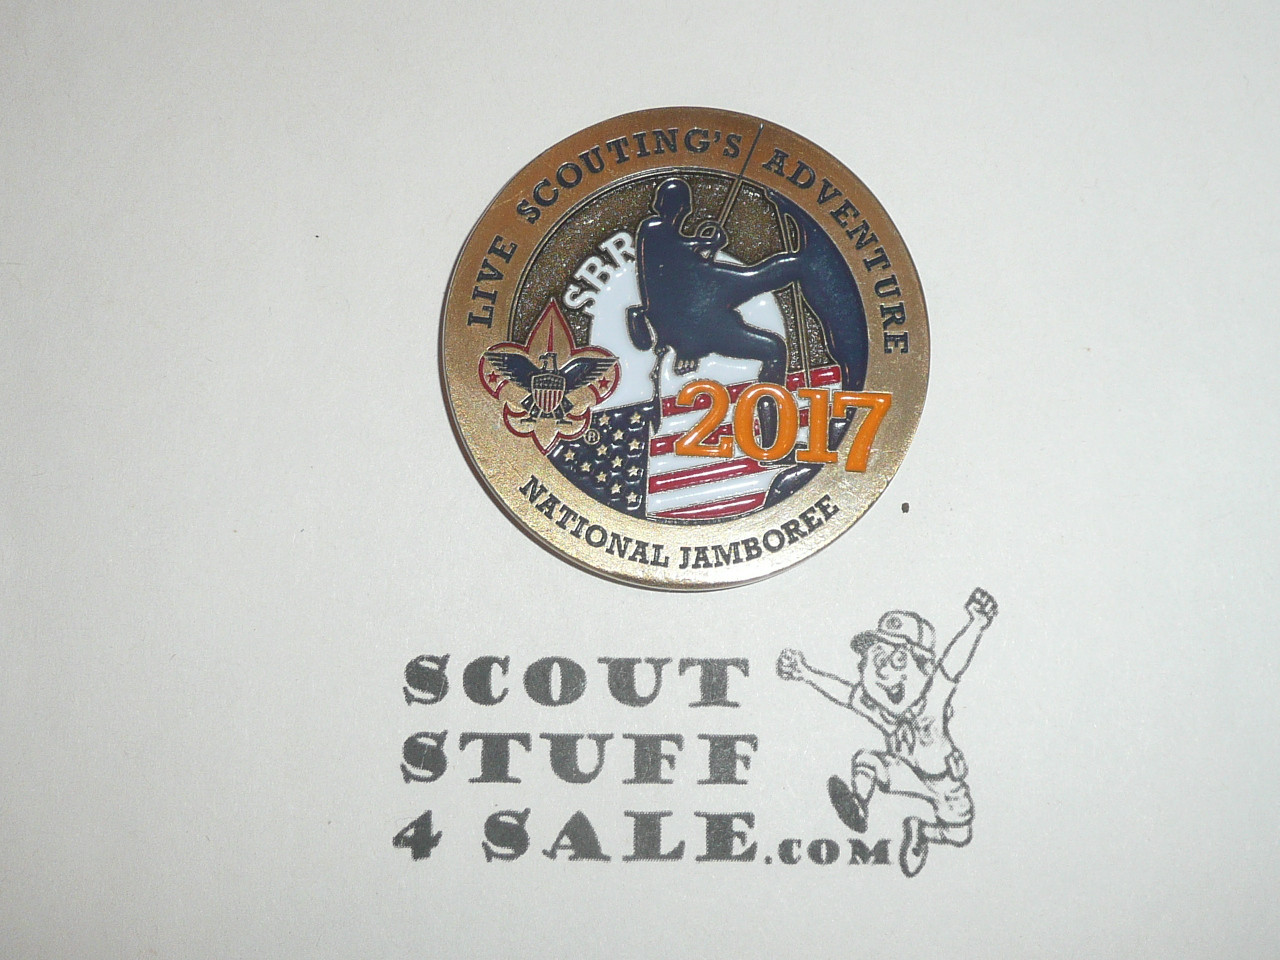 LIVE SCOUTING'S ADVENTURE
SBR
2017
®
NATIONAL JAMBOREE
SCOUT
STUFF
4 SALE.COM